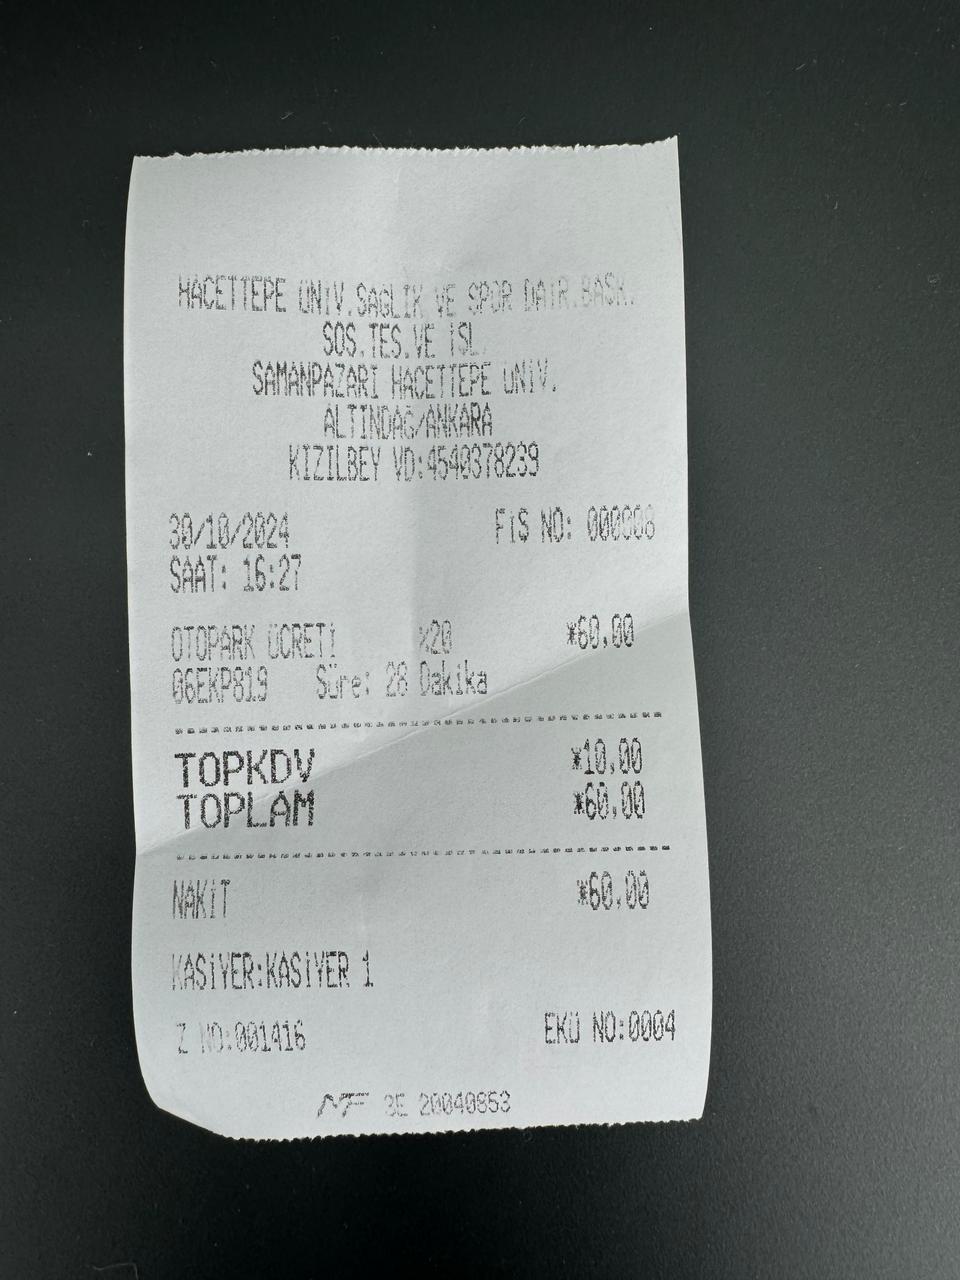 HACETTEPE ÜNİV.SAGLIK VE SPOR DAİR.BASK.
SOS.TES.VE İSL.
SAMANPAZARI HACETTEPE ÜNİV.
ALTINDAĞ/ANKARA
KIZILBEY VD:4540378239
30/10/2024 FİŞ NO: 000008
SAAT: 16:27
OTOPARK ÜCRETİ %20 *60,00
06EKP819 Süre: 28 Dakika
TOPKDV *10,00
TOPLAM *60,00
NAKİT *60,00
KASİYER:KASİYER 1
Z NO:001416 EKÜ NO:0004
MF 3E 20040853